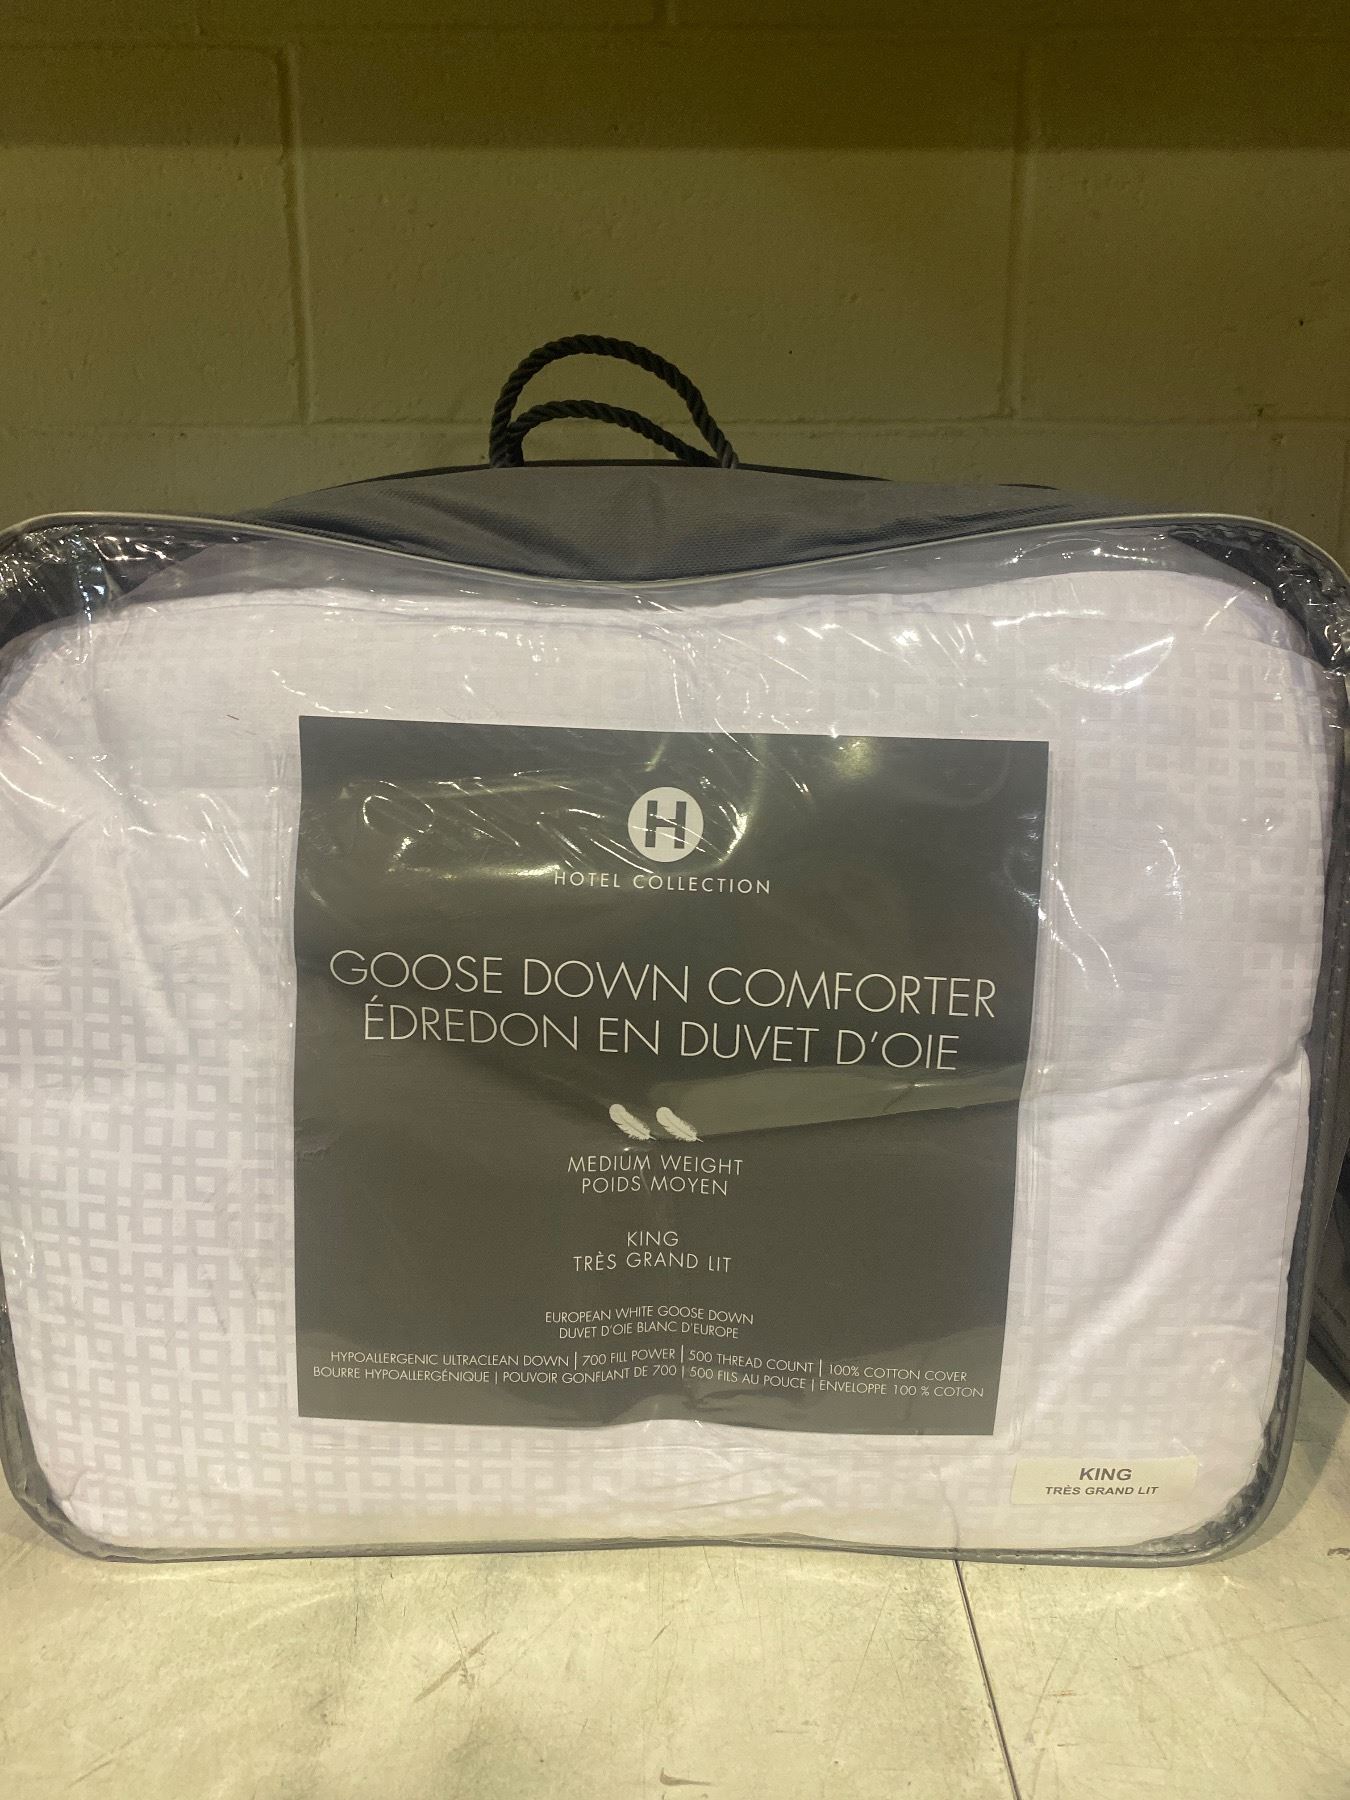 H
HOTEL COLLECTION
GOOSE DOWN COMFORTER
ÉDREDON EN DUVET D'OIE
MEDIUM WEIGHT
POIDS MOYEN
KING
TRÈS GRAND LIT
EUROPEAN WHITE GOOSE DOWN
DUVET D'OIE BLANC D'EUROPE
HYPOALLERGENIC ULTRACLEAN DOWN | 700 FILL POWER | 500 THREAD COUNT | 100% COTTON COVER
BOURRE HYPOALLERGÉNIQUE | POUVOIR GONFLANT DE 700 | 500 FILS AU POUCE | ENVELOPPE 100 % COTON
KING
TRÈS GRAND LIT